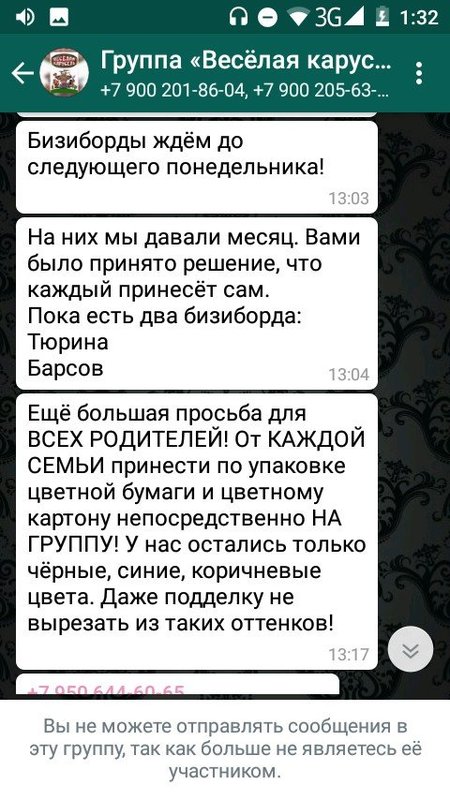 3G 1:32
Группа «Весёлая карус...
+7 900 201-86-04, +7 900 205-63-...
Бизиборды ждём до
следующего понедельника!
13:03
На них мы давали месяц. Вами
было принято решение, что
каждый принесёт сам.
Пока есть два бизиборда:
Тюрина
Барсов
13:04
Ещё большая просьба для
ВСЕХ РОДИТЕЛЕЙ! От КАЖДОЙ
СЕМЬИ принести по упаковке
цветной бумаги и цветному
картону непосредственно НА
ГРУППУ! У нас остались только
чёрные, синие, коричневые
цвета. Даже подделку не
вырезать из таких оттенков!
13:17
+7 950 644-60-65
Вы не можете отправлять сообщения в
эту группу, так как больше не являетесь её
участником.